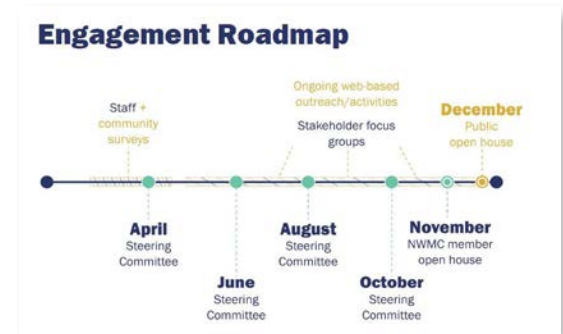 Engagement Roadmap
Ongoing web-based
outreach/activities
Staff +
community
surveys
Stakeholder focus
groups
December
Public
open house
April
Steering
Committee
June
Steering
Committee
August
Steering
Committee
October
Steering
Committee
November
NWMC member
open house